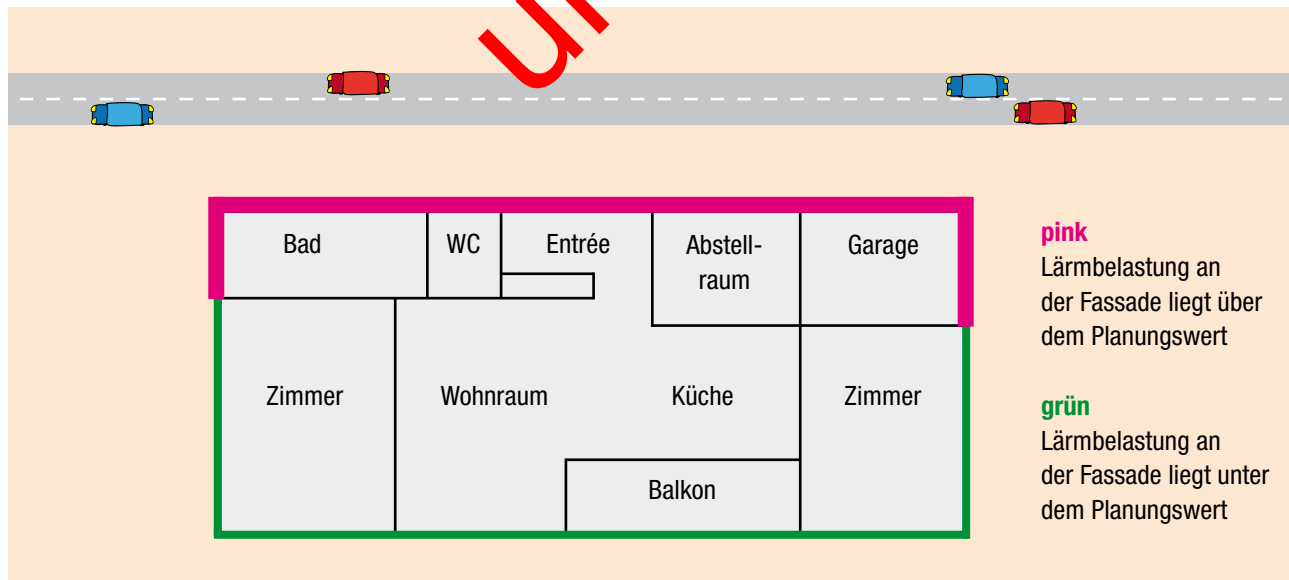 Bad
WC
Entrée
Abstell-
raum
Garage
Zimmer
Wohnraum
Küche
Zimmer
Balkon
pink
Lärmbelastung an
der Fassade liegt über
dem Planungswert
grün
Lärmbelastung an
der Fassade liegt unter
dem Planungswert